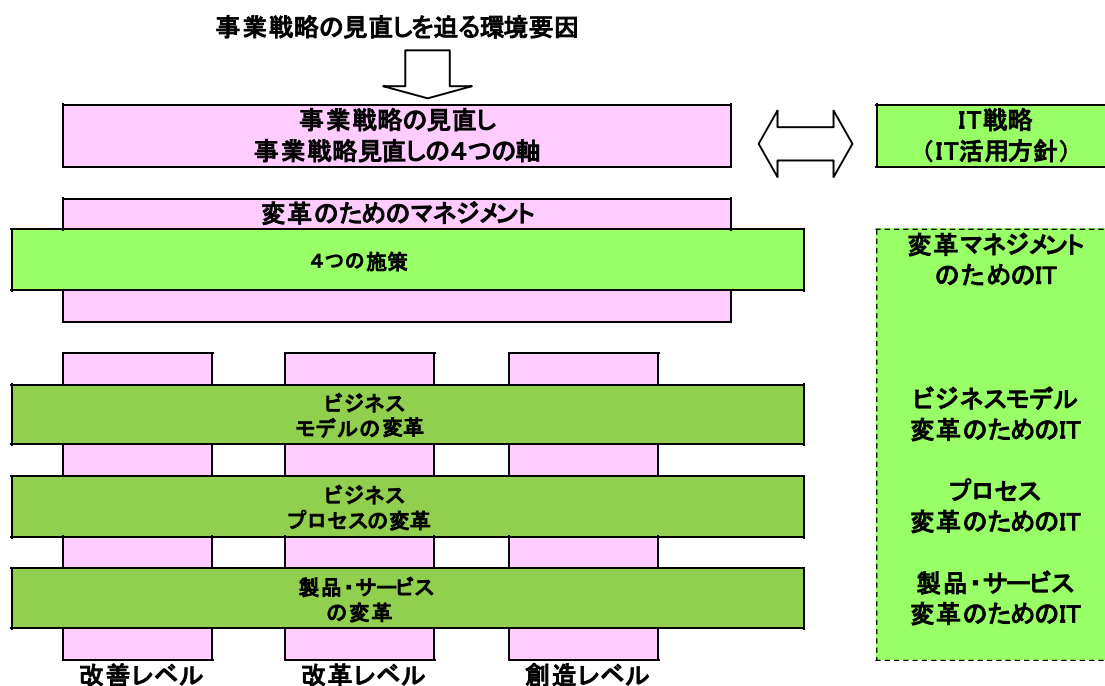 事業戦略の見直しを迫る環境要因
事業戦略の見直し
事業戦略見直しの４つの軸
IT戦略
（IT活用方針）
変革のためのマネジメント
４つの施策
変革マネジメント
のためのIT
ビジネス
モデルの変革
ビジネスモデル
変革のためのIT
ビジネス
プロセスの変革
プロセス
変革のためのIT
製品・サービス
の変革
製品・サービス
変革のためのIT
改善レベル
改革レベル
創造レベル